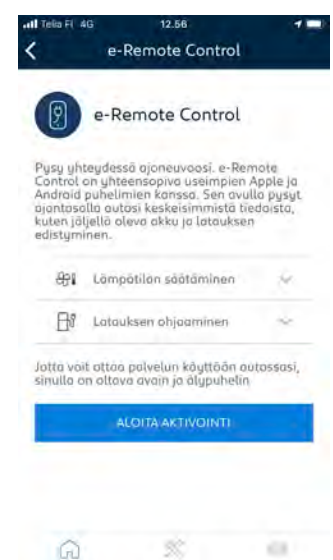 Telia FI 4G 12.56
e-Remote Control
e-Remote Control
Pysy yhteydessä ajoneuvoosi. e-Remote
Control on yhteensopiva useimpien Apple ja
Android puhelimien kanssa. Sen avulla pysyt
ajantasalla autosi keskeisimmistä tiedoista,
kuten jäljellä oleva akku ja latauksen
edistyminen.
Lämpötilan säätäminen
Latauksen ohjaaminen
Jotta voit ottaa palvelun käyttöön autossasi,
sinulla on oltava avain ja älypuhelin
ALOITA AKTIVOINTI